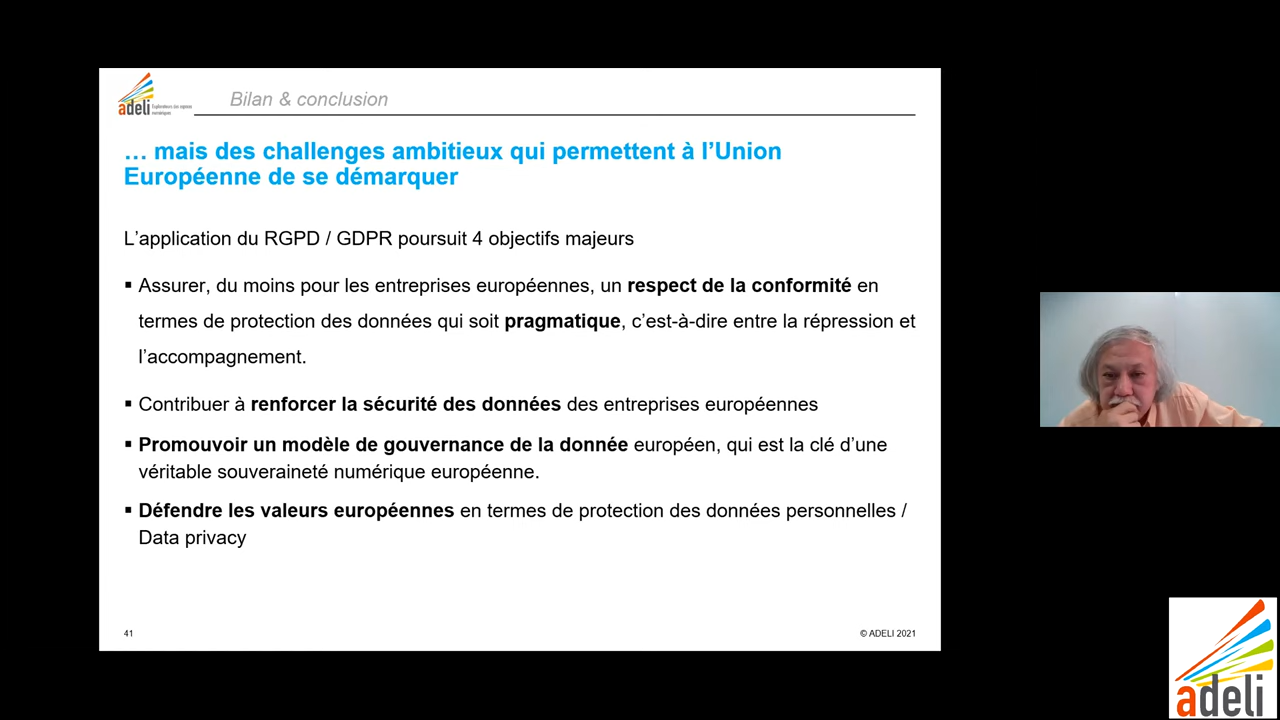 adeli
Explorateurs des espaces
numériques
Bilan & conclusion
… mais des challenges ambitieux qui permettent à l’Union
Européenne de se démarquer
L’application du RGPD / GDPR poursuit 4 objectifs majeurs
▪ Assurer, du moins pour les entreprises européennes, un respect de la conformité en
termes de protection des données qui soit pragmatique, c’est-à-dire entre la répression et
l’accompagnement.
▪ Contribuer à renforcer la sécurité des données des entreprises européennes
▪ Promouvoir un modèle de gouvernance de la donnée européen, qui est la clé d’une
véritable souveraineté numérique européenne.
▪ Défendre les valeurs européennes en termes de protection des données personnelles /
Data privacy
41
© ADELI 2021
adeli